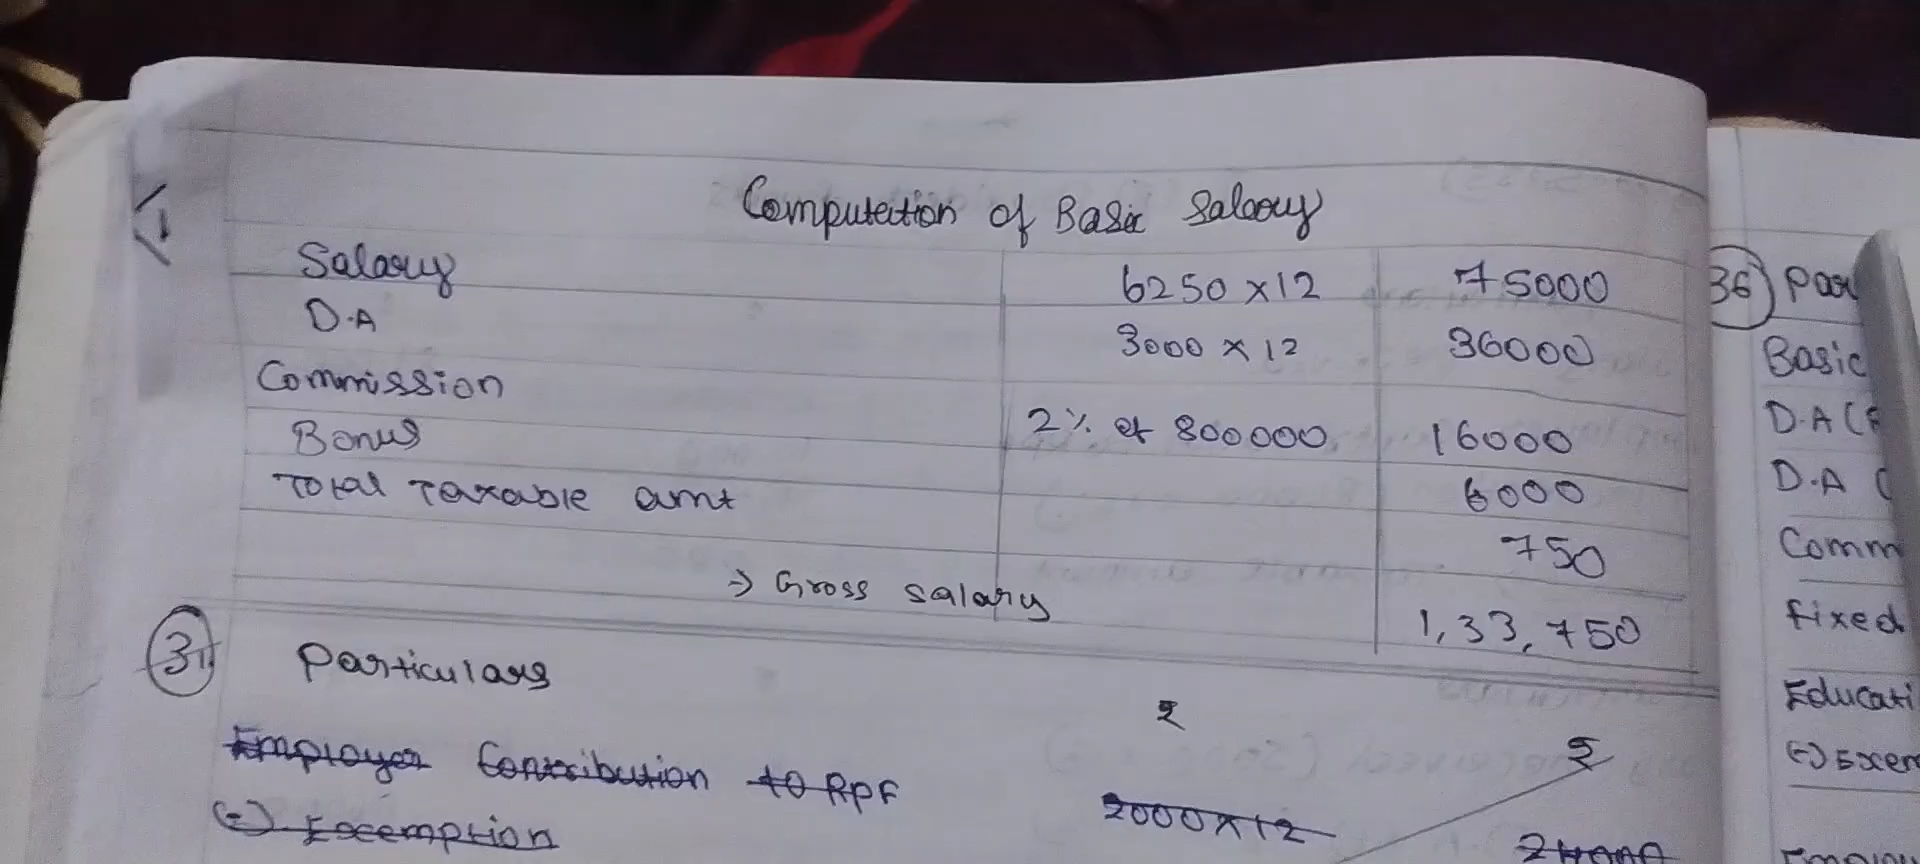 Computation of Basic Salary
Salary 6250 x 12 75000
D.A 3000 x 12 36000
Commission 2% of 800000 16000
Bonus 6000
Total Taxable amt 750
=> Gross salary 1,33,750
31 Particulars ₹ ₹
Employer Contribution to RPF 2000x12 24000
(-) Exemption
36 Par
Basic
D.A (
D.A (
Comm
fixed
Educati
(-) Exem